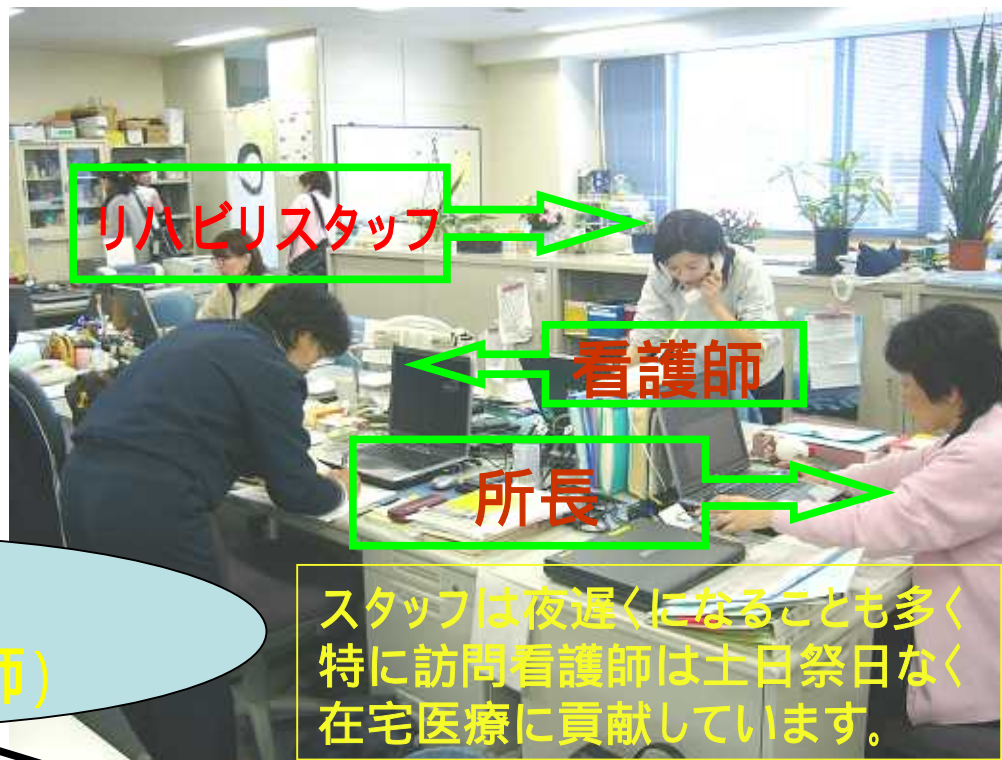 リハビリスタッフ
看護師
所長
スタッフは夜遅くになることも多く
特に訪問看護師は土日祭日なく
在宅医療に貢献しています。
師)